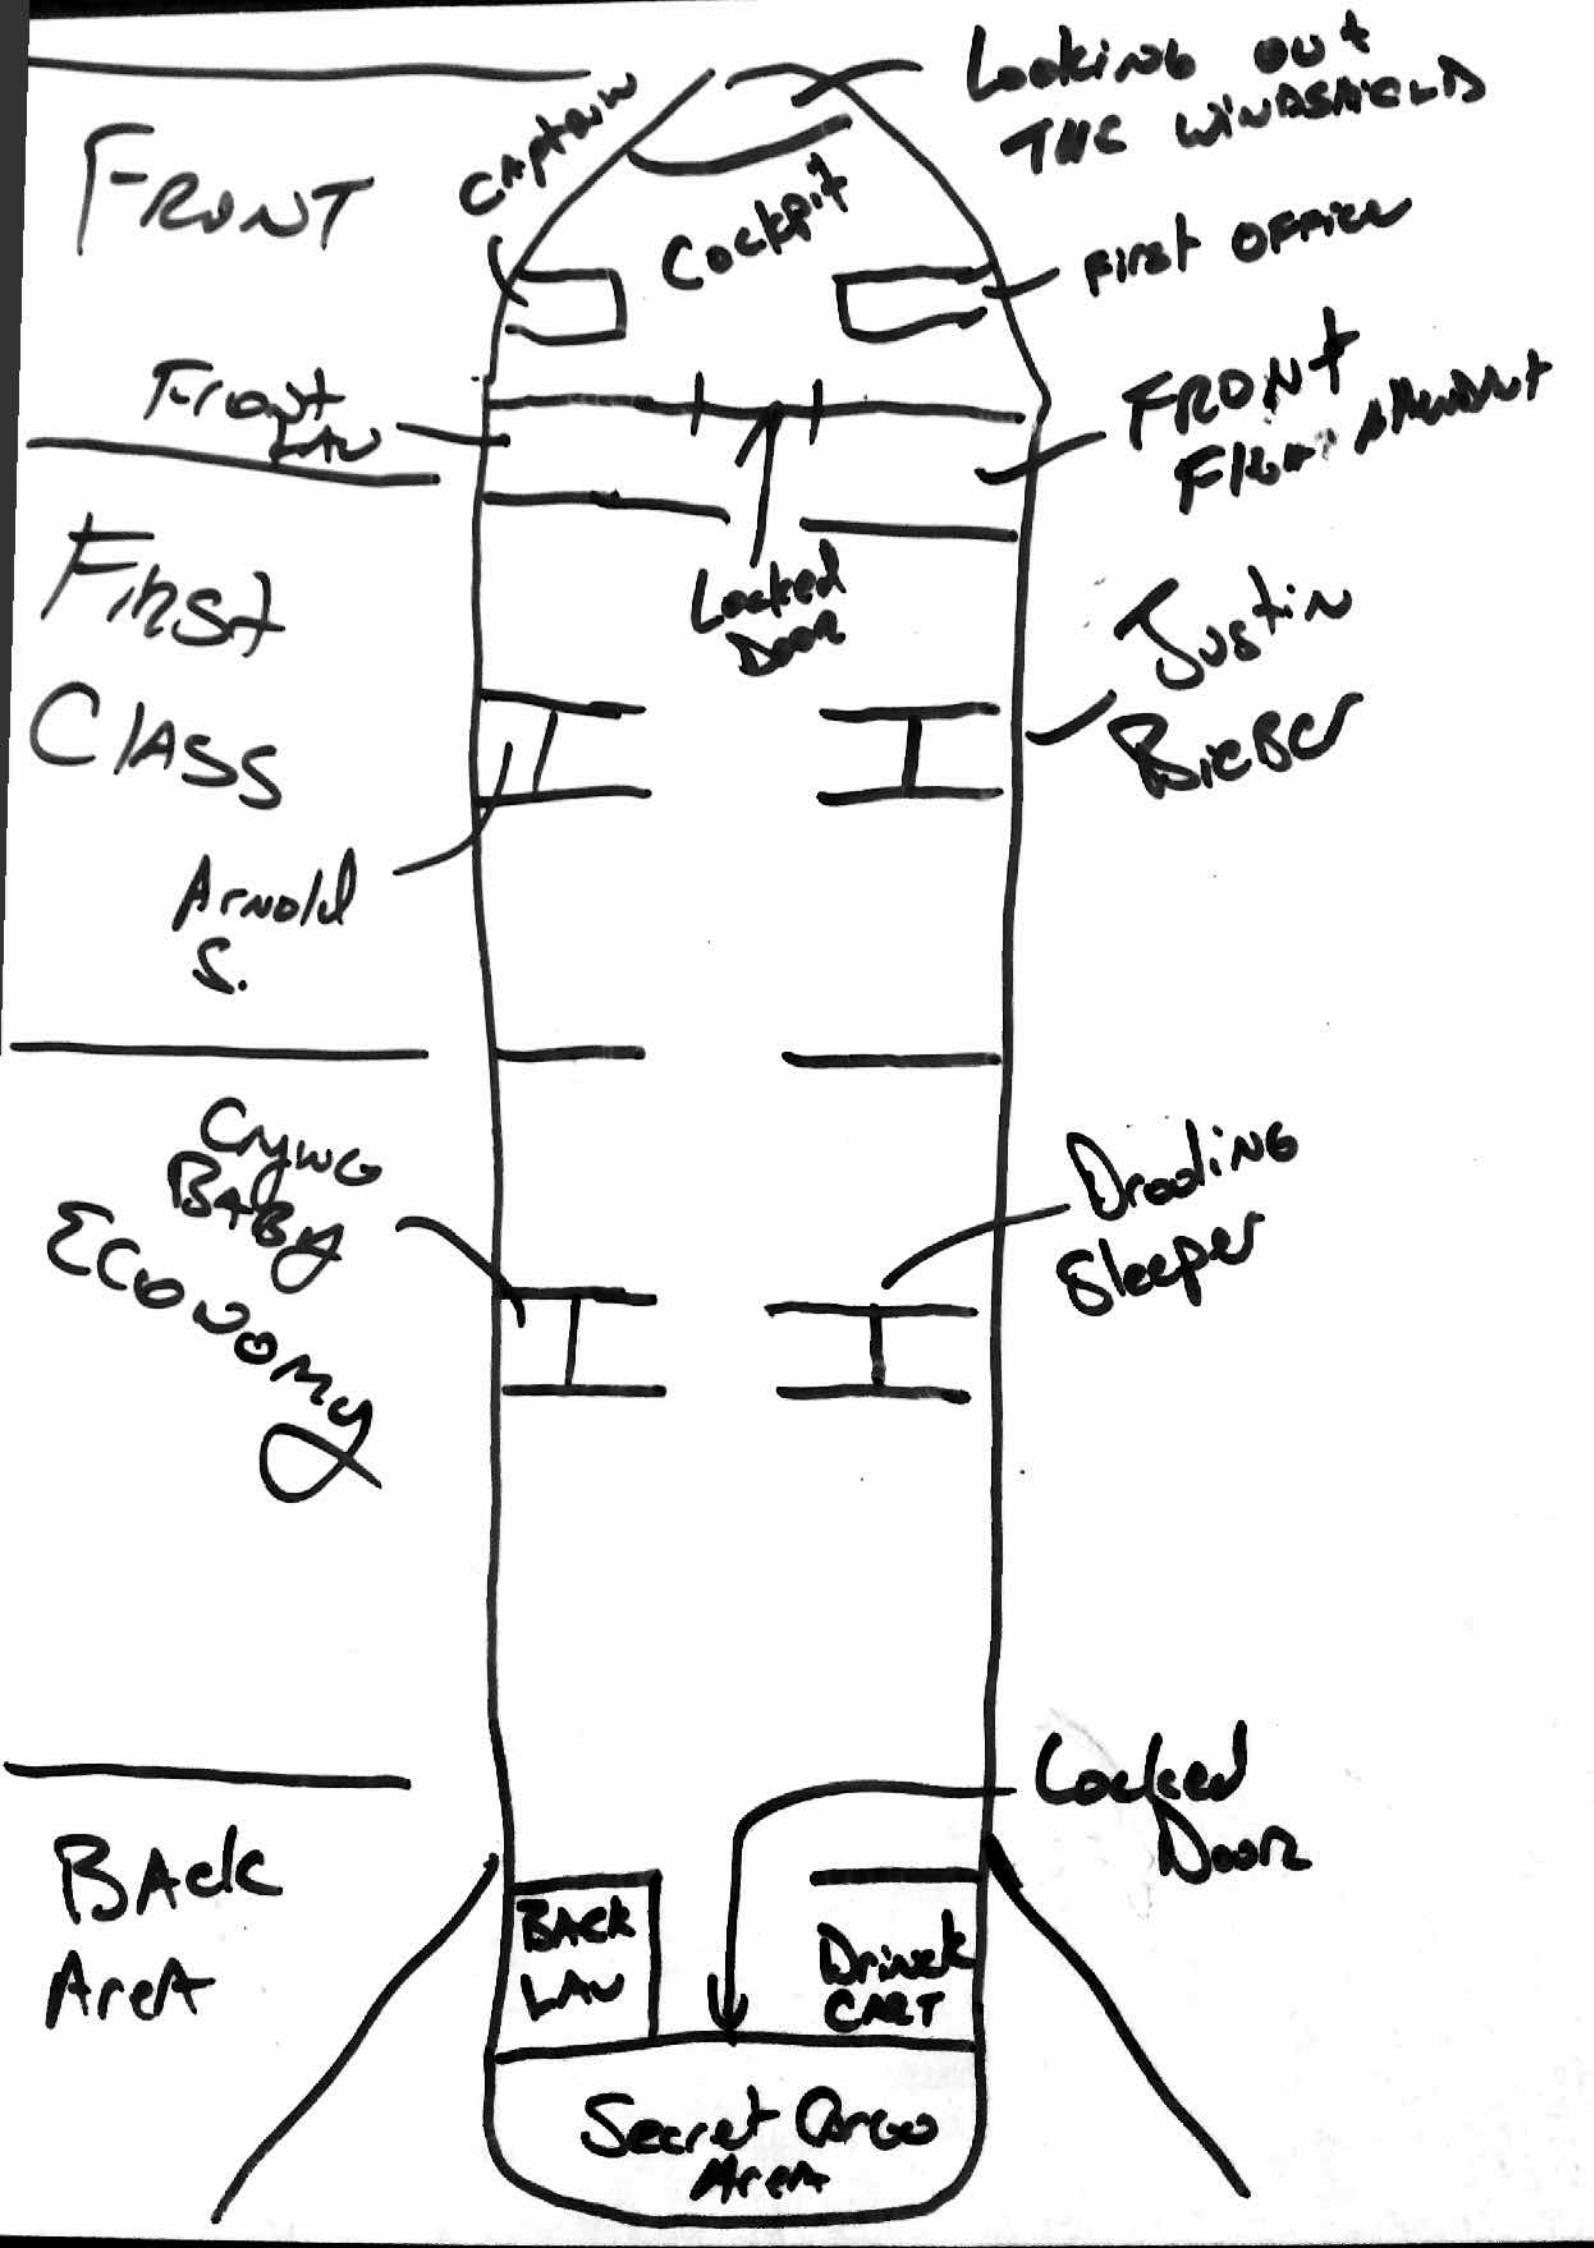 Looking out
THE WINDSHIELD
Captain
FRONT
Cockpit
First Officer
Front
LAV
FRONT
Flight Attendant
First
Class
Locked
Door
Justin
Bieber
Arnold
S.
Crying
BABY
Economy
Drooling
Sleeper
Locked
Door
BAck
AreA
BACK
LAV
Drink
CART
Secret Cargo
AreA